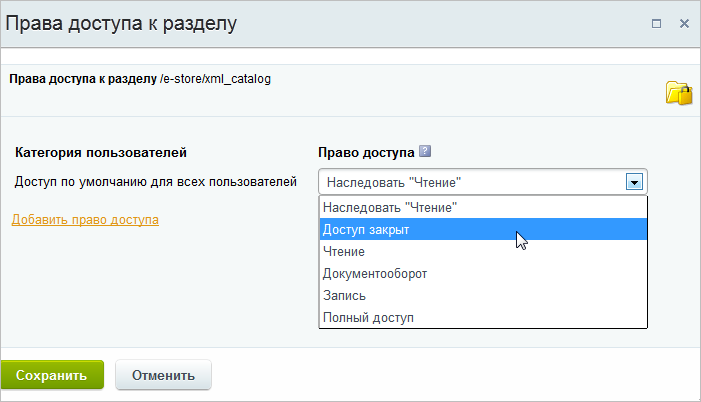 Права доступа к разделу
Права доступа к разделу /e-store/xml_catalog
Категория пользователей
Право доступа ?
Доступ по умолчанию для всех пользователей
Наследовать "Чтение"
Наследовать "Чтение"
Добавить право доступа
Доступ закрыт
Чтение
Документооборот
Запись
Полный доступ
Сохранить
Отменить